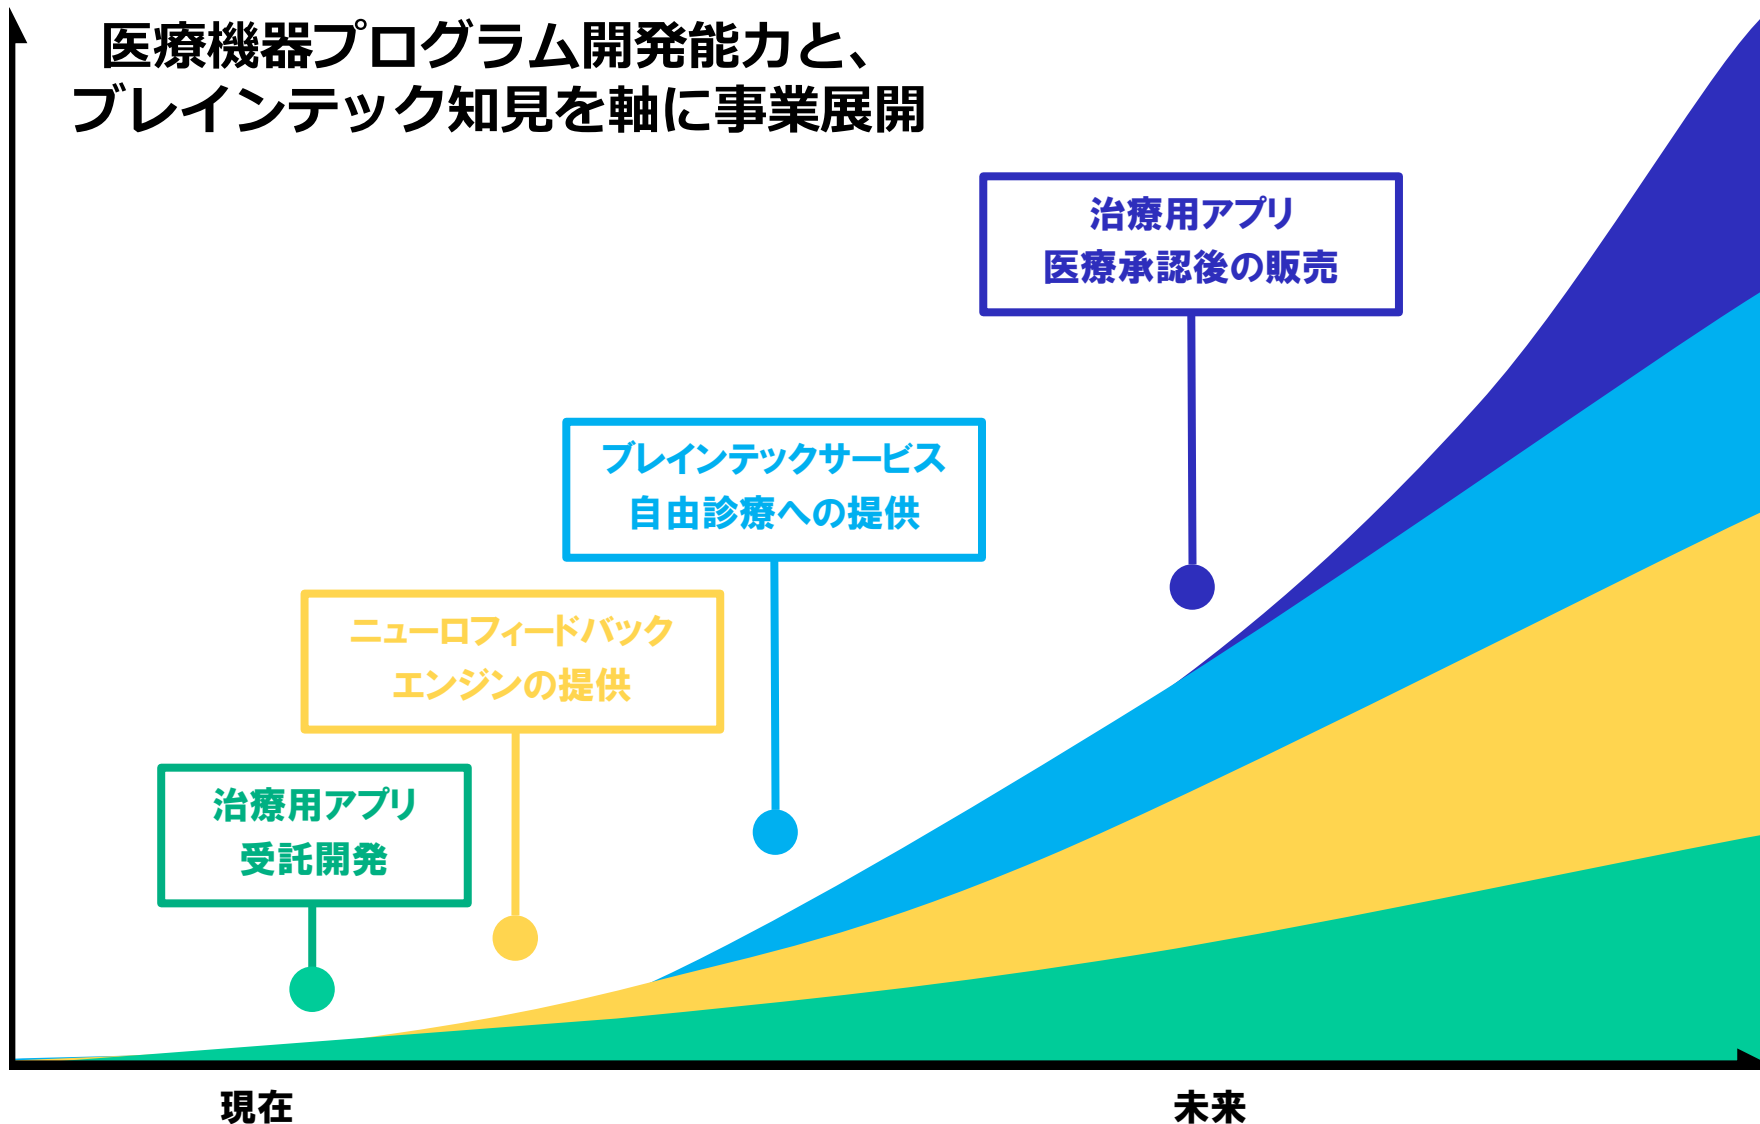 医療機器プログラム開発能力と、
ブレインテック知見を軸に事業展開
治療用アプリ
医療承認後の販売
ブレインテックサービス
自由診療への提供
ニューロフィードバック
エンジンの提供
治療用アプリ
受託開発
現在
未来